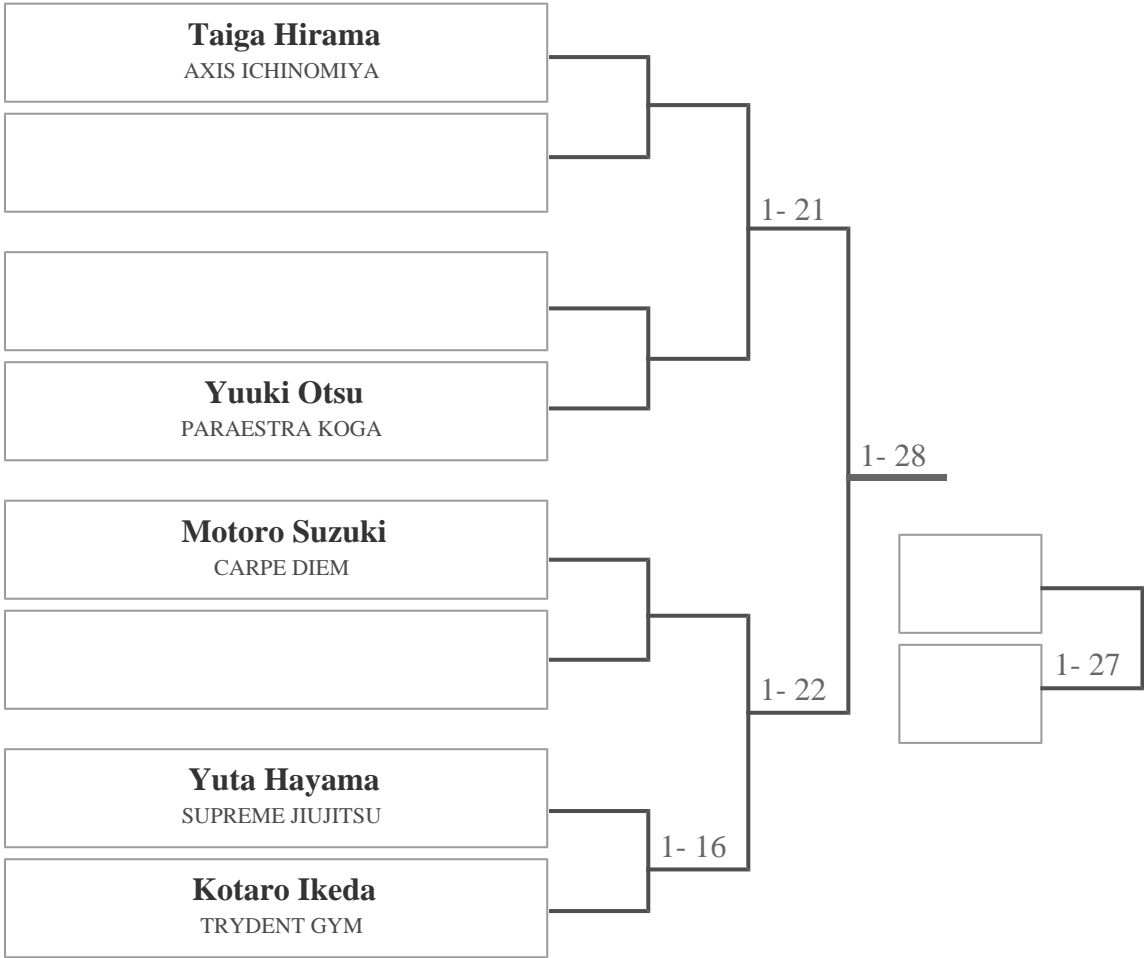 Taiga Hirama
AXIS ICHINOMIYA
1- 21
Yuuki Otsu
PARAESTRA KOGA
1- 28
Motoro Suzuki
CARPE DIEM
1- 27
1- 22
Yuta Hayama
SUPREME JIUJITSU
1- 16
Kotaro Ikeda
TRYDENT GYM